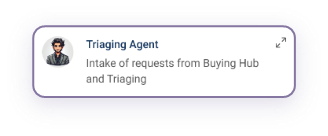 Triaging Agent
Intake of requests from Buying Hub
and Triaging